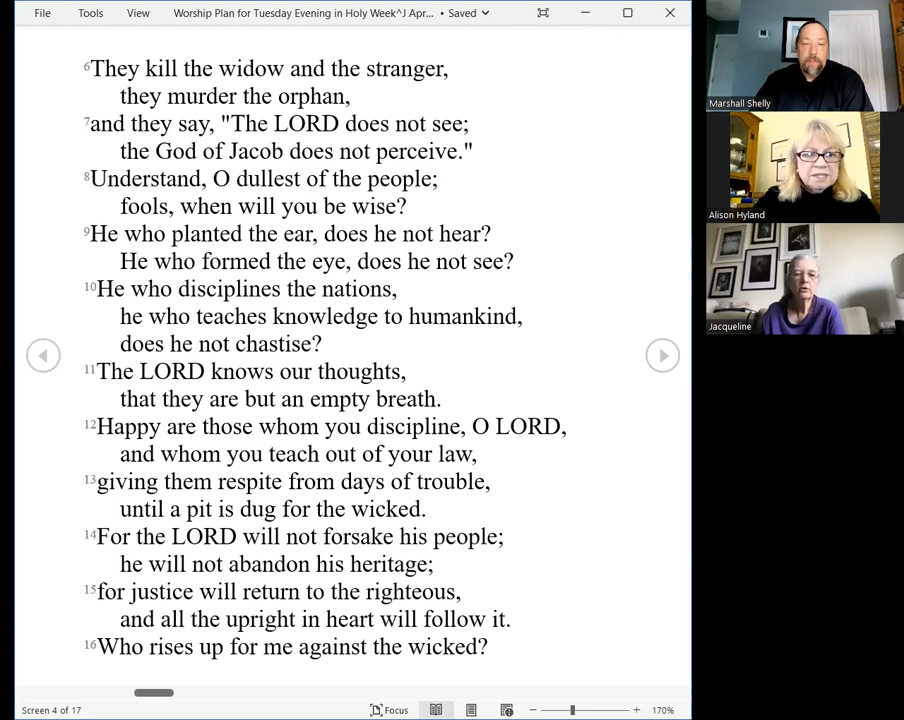 File Tools View Worship Plan for Tuesday Evening in Holy Week^J Apr... • Saved
6They kill the widow and the stranger,
they murder the orphan,
7and they say, "The LORD does not see;
the God of Jacob does not perceive."
8Understand, O dullest of the people;
fools, when will you be wise?
9He who planted the ear, does he not hear?
He who formed the eye, does he not see?
10He who disciplines the nations,
he who teaches knowledge to humankind,
does he not chastise?
11The LORD knows our thoughts,
that they are but an empty breath.
12Happy are those whom you discipline, O LORD,
and whom you teach out of your law,
13giving them respite from days of trouble,
until a pit is dug for the wicked.
14For the LORD will not forsake his people;
he will not abandon his heritage;
15for justice will return to the righteous,
and all the upright in heart will follow it.
16Who rises up for me against the wicked?
Screen 4 of 17 Focus 170%
Marshall Shelly
Alison Hyland
Jacqueline